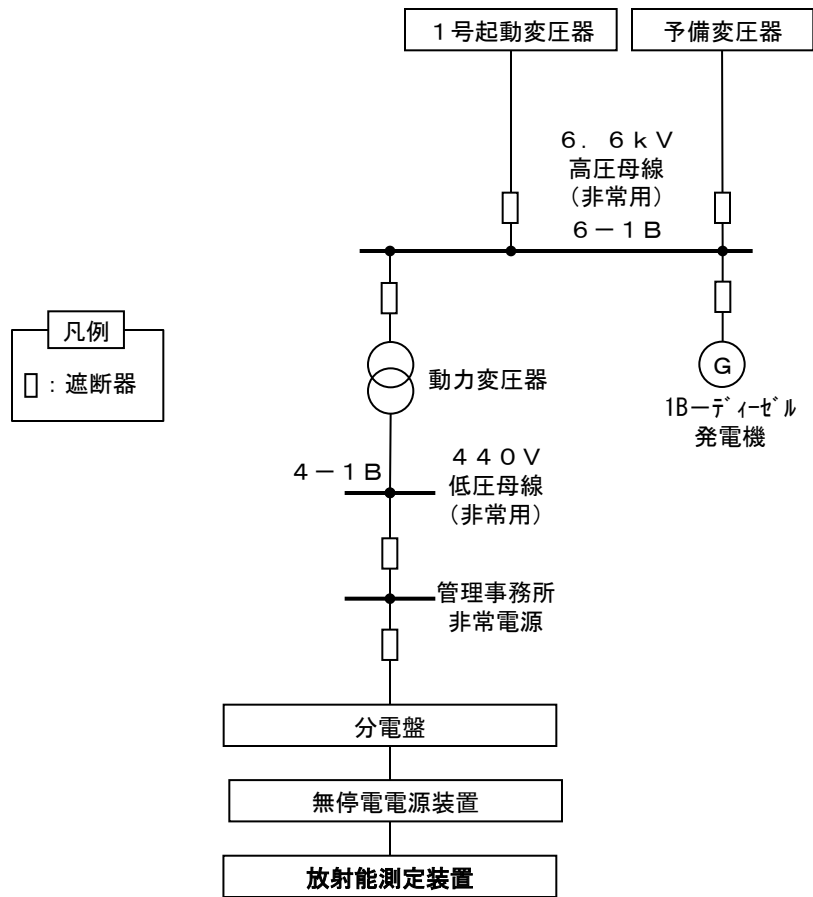 １号起動変圧器
予備変圧器
６．６ｋＶ
高圧母線
（非常用）
６－１Ｂ
凡例
：遮断器
動力変圧器
G
1Bーﾃﾞｨｰｾﾞﾙ
発電機
４－１Ｂ
４４０Ｖ
低圧母線
（非常用）
管理事務所
非常電源
分電盤
無停電電源装置
放射能測定装置